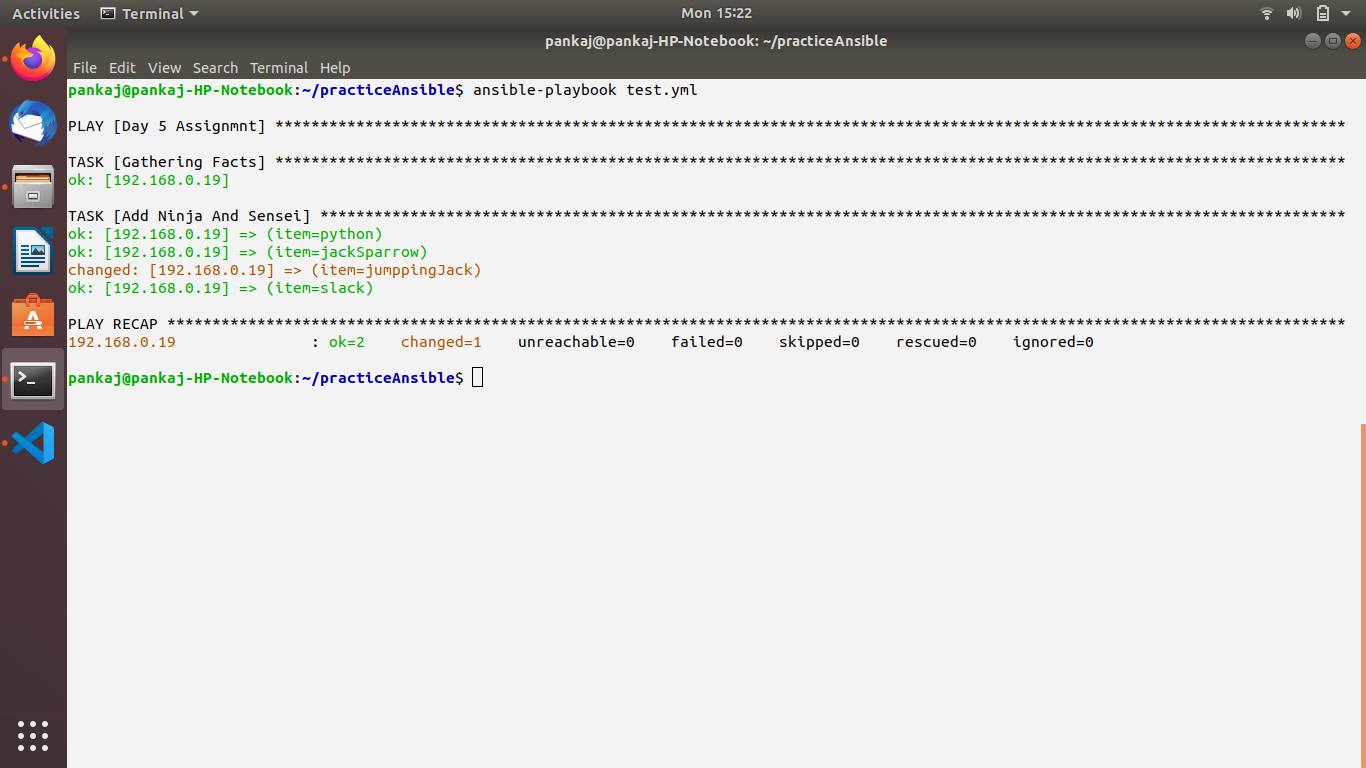 Activities Terminal Mon 15:22
pankaj@pankaj-HP-Notebook: ~/practiceAnsible
File Edit View Search Terminal Help
pankaj@pankaj-HP-Notebook:~/practiceAnsible$ ansible-playbook test.yml
PLAY [Day 5 Assignmnt] ***********************************************************************************************************************
TASK [Gathering Facts] ***********************************************************************************************************************
ok: [192.168.0.19]
TASK [Add Ninja And Sensei] ******************************************************************************************************************
ok: [192.168.0.19] => (item=python)
ok: [192.168.0.19] => (item=jackSparrow)
changed: [192.168.0.19] => (item=jumppingJack)
ok: [192.168.0.19] => (item=slack)
PLAY RECAP ***********************************************************************************************************************************
192.168.0.19               : ok=2    changed=1    unreachable=0    failed=0    skipped=0    rescued=0    ignored=0
pankaj@pankaj-HP-Notebook:~/practiceAnsible$